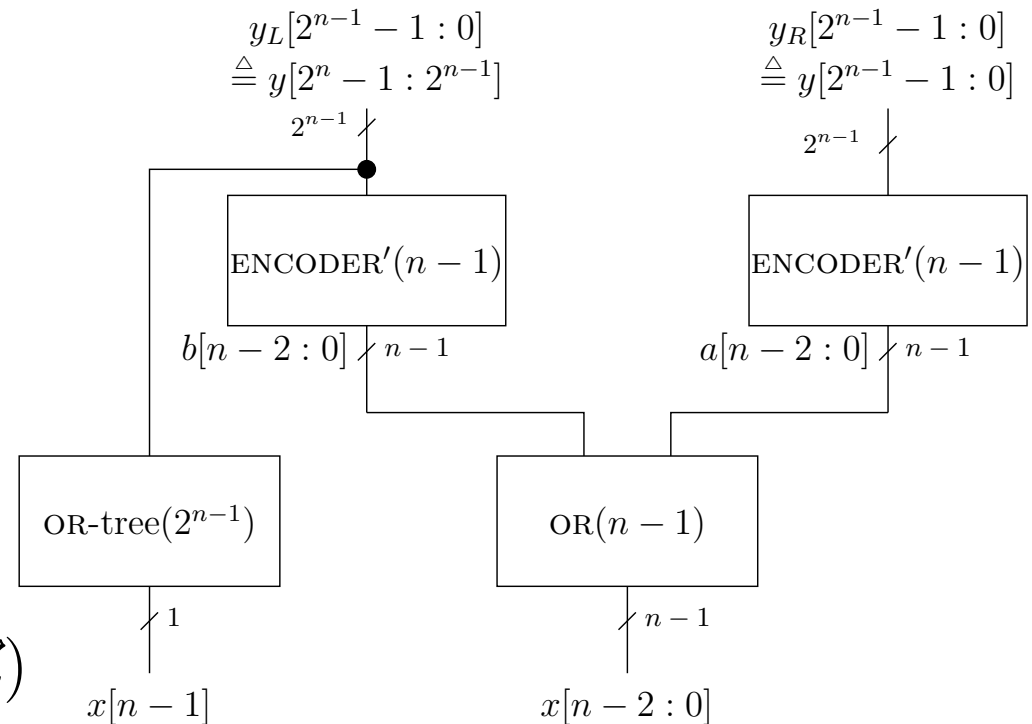 y_L[2^{n-1} − 1 : 0]
≜ y[2^n − 1 : 2^{n-1}]
y_R[2^{n-1} − 1 : 0]
≜ y[2^{n-1} − 1 : 0]
2^{n-1}
2^{n-1}
ENCODER′(n − 1)
ENCODER′(n − 1)
b[n − 2 : 0]
n − 1
a[n − 2 : 0]
n − 1
OR-tree(2^{n-1})
OR(n − 1)
1
n − 1
x[n − 1]
x[n − 2 : 0]